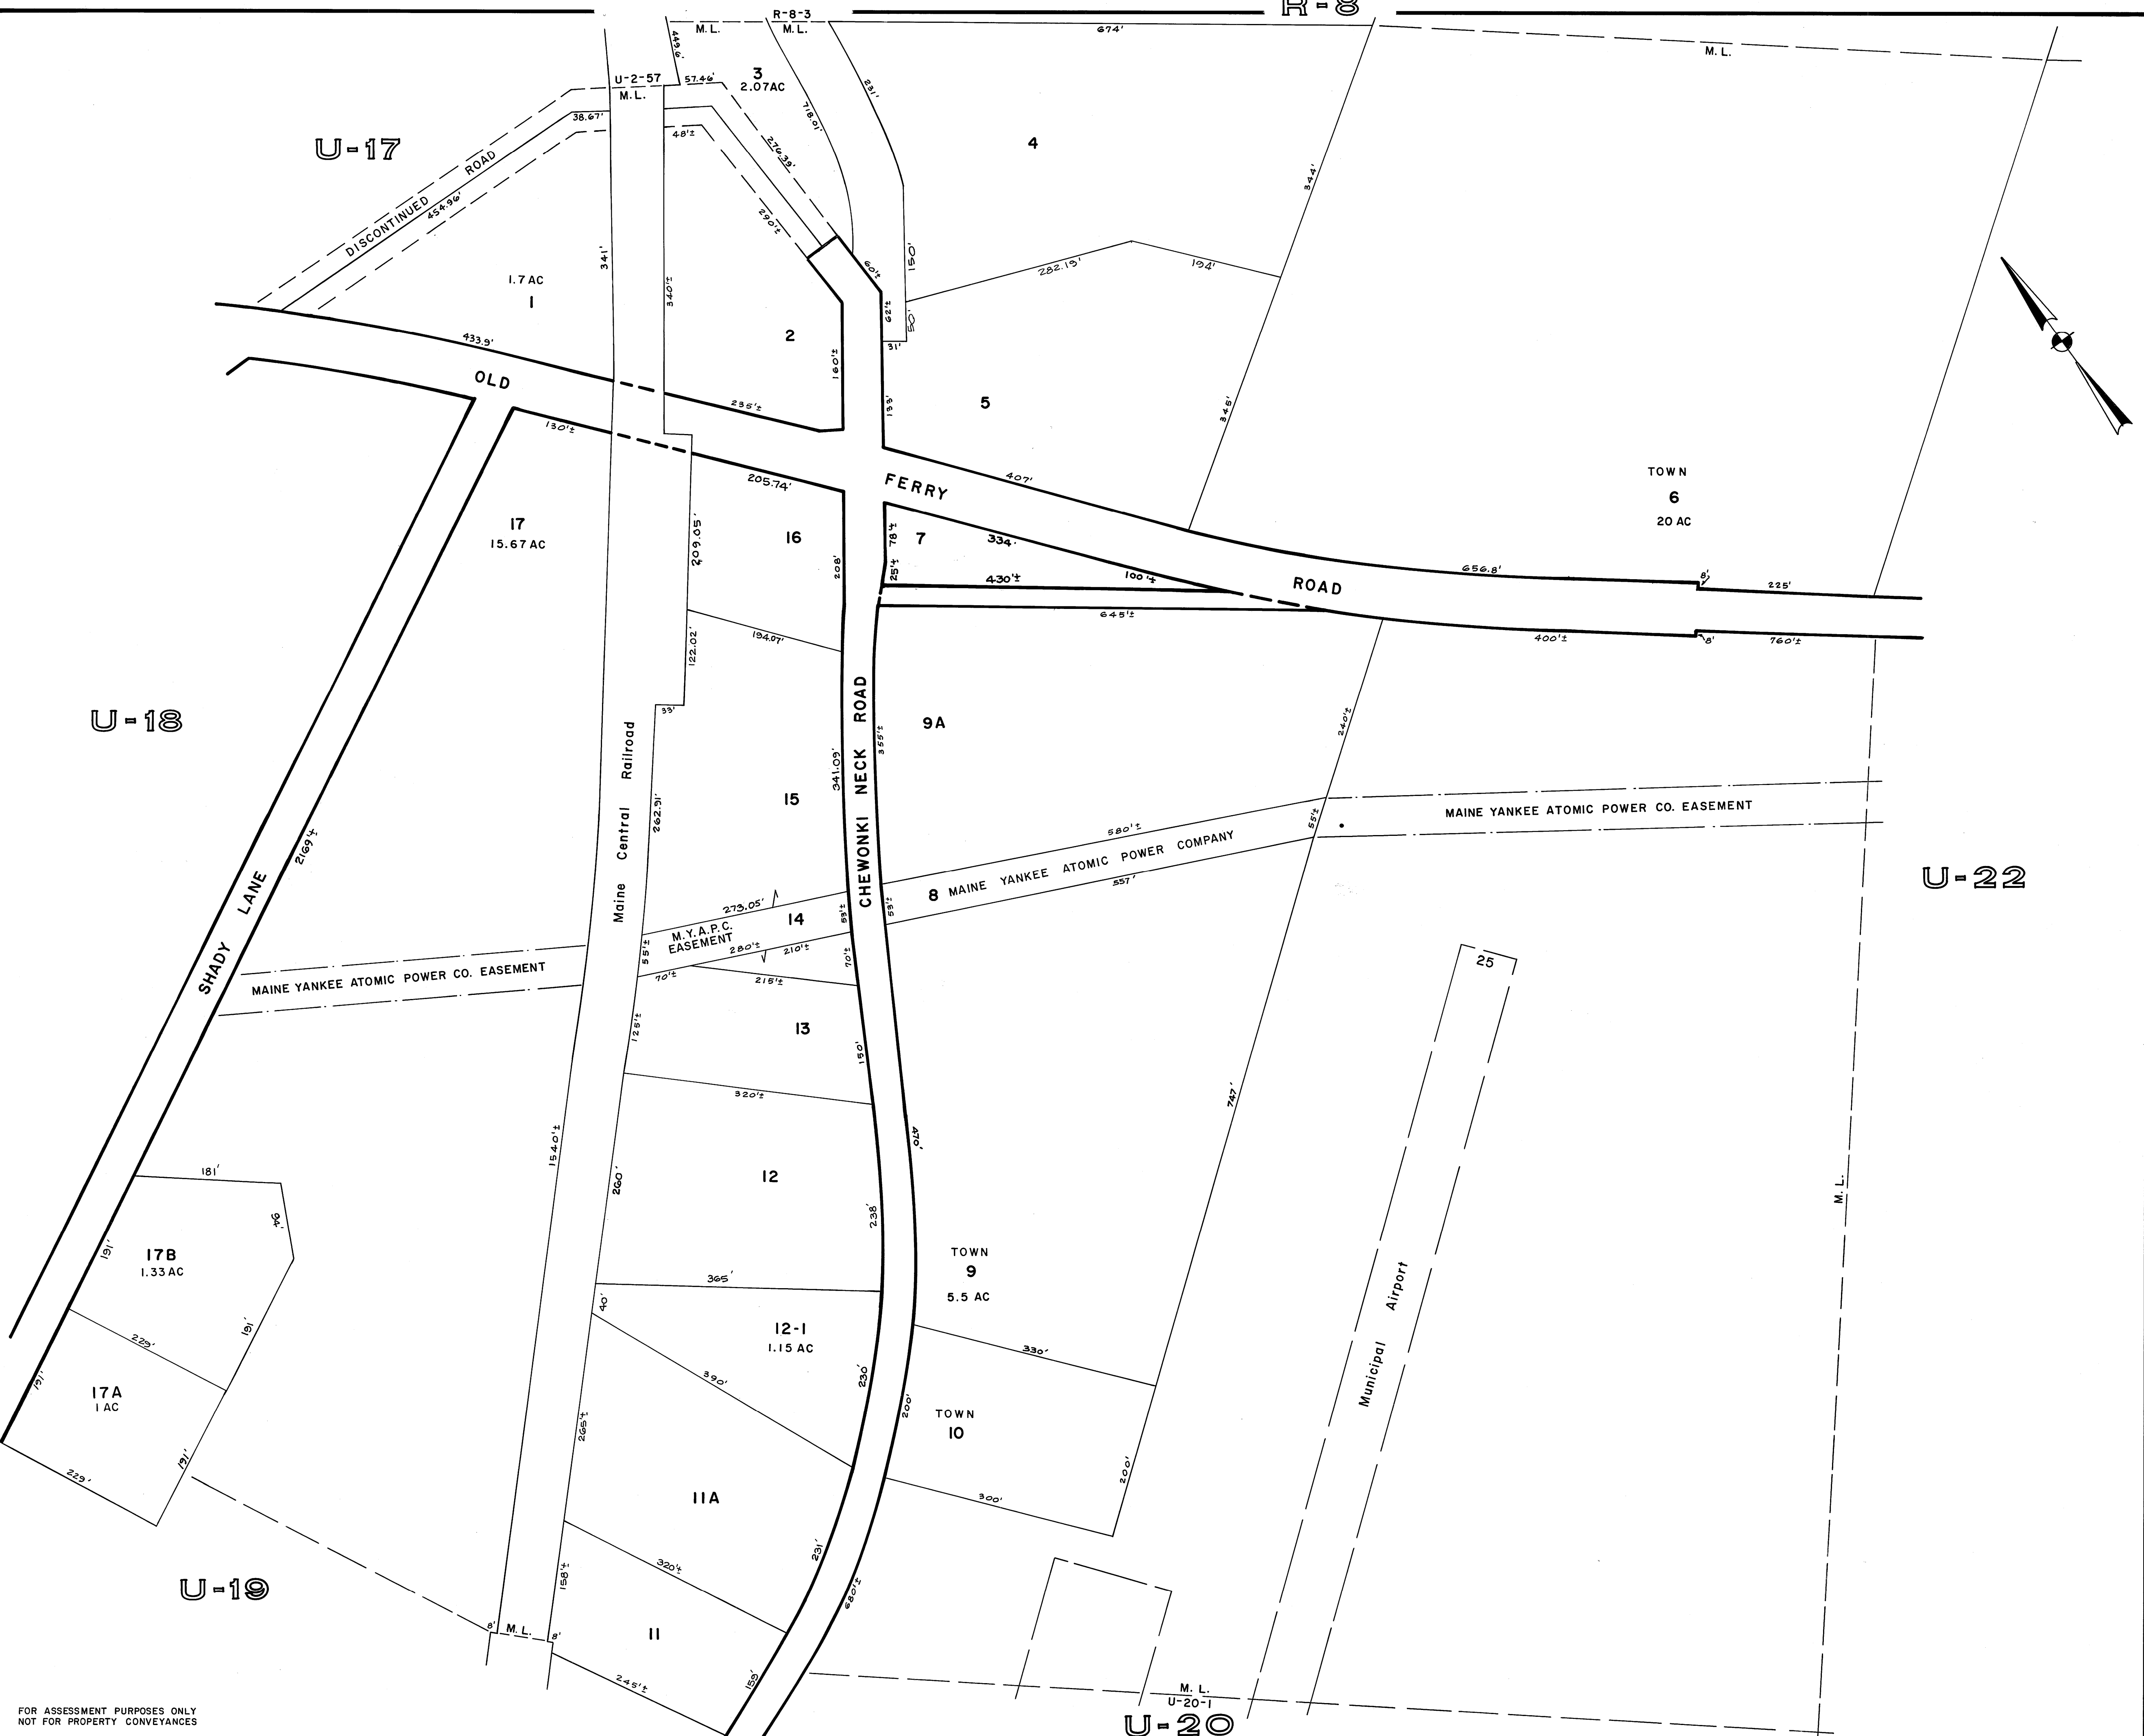 R-8
R-8-3
M.L.
M.L.
674'
M.L.
449.6'
U-2-57
M.L.
57.46'
3
2.07AC
718.01'
231'
4
344'
U-17
38.67'
48'±
276.39'
290'±
DISCONTINUED ROAD
454.96'
341'
340'±
1.7 AC
1
433.9'
2
60'±
62'±
150'
50'
31'
282.19'
194'
160'±
133'
5
345'
OLD
235'±
130'±
205.74'
FERRY
407'
TOWN
6
20 AC
17
15.67 AC
209.05'
16
208'
78'±
7
334'
25'±
430'±
100'±
ROAD
656.8'
8'
225'
645'±
400'±
8'
760'±
194.07'
122.02'
33'
U-18
9A
240'±
CHEWONKI NECK ROAD
355'±
341.09'
15
262.91'
Maine Central Railroad
2169'±
SHADY LANE
580'±
55'±
MAINE YANKEE ATOMIC POWER CO. EASEMENT
8 MAINE YANKEE ATOMIC POWER COMPANY
557'
U-22
273.05'
14
53'±
53'±
M.Y.A.P.C.
EASEMENT
55'±
280'±
210'±
70'±
70'±
215'±
MAINE YANKEE ATOMIC POWER CO. EASEMENT
25
125'±
13
150'
320'±
747'
470'
1540'±
260'
12
238'
M.L.
181'
94'
191'
17B
1.33 AC
TOWN
9
5.5 AC
365'
40'
12-1
1.15 AC
Municipal Airport
191'
229'
330'
390'
230'
200'
191'
17A
1 AC
TOWN
10
265'±
229'
191'
200'
300'
11A
231'
320'±
158'±
680'±
U-19
8'
M.L.
8'
11
245'±
159'
M.L.
U-20-1
U-20
FOR ASSESSMENT PURPOSES ONLY
NOT FOR PROPERTY CONVEYANCES